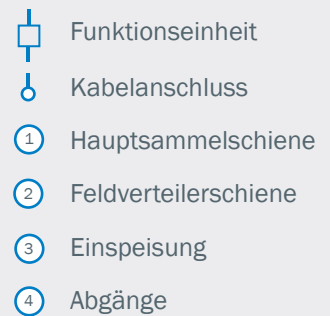 Funktionseinheit
Kabelanschluss
1 Hauptsammelschiene
2 Feldverteilerschiene
3 Einspeisung
4 Abgänge